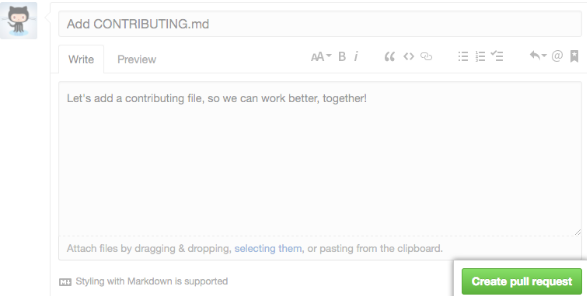 Add CONTRIBUTING.md
Write Preview AA B i
Let's add a contributing file, so we can work better, together!
Attach files by dragging & dropping, selecting them, or pasting from the clipboard.
Styling with Markdown is supported
Create pull request